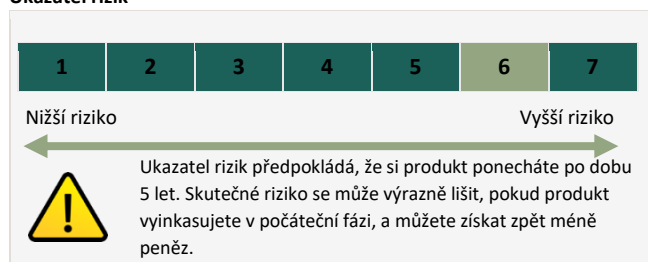 Ukazatel rizik
1 2 3 4 5 6 7
Nižší riziko Vyšší riziko
Ukazatel rizik předpokládá, že si produkt ponecháte po dobu
5 let. Skutečné riziko se může výrazně lišit, pokud produkt
vyinkasujete v počáteční fázi, a můžete získat zpět méně
peněz.